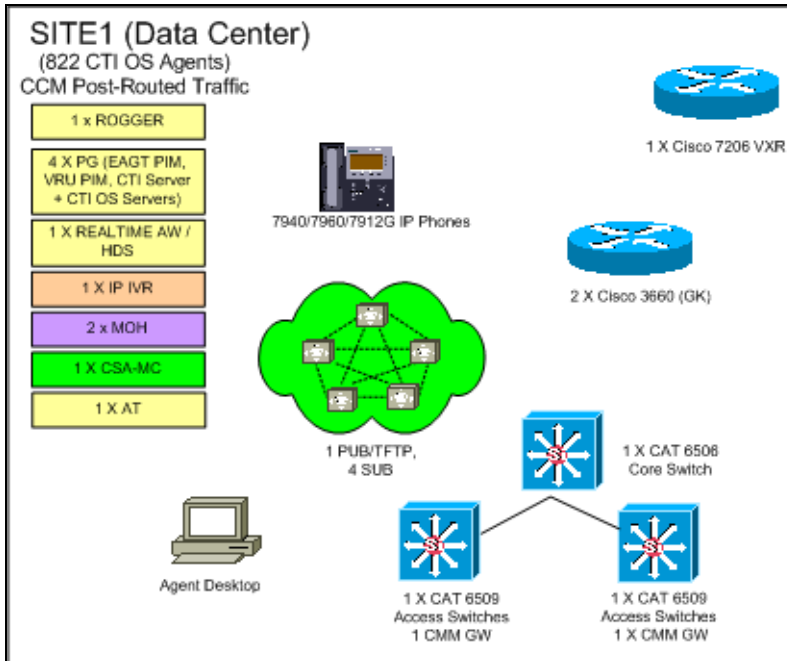 SITE1 (Data Center)
(822 CTI OS Agents)
CCM Post-Routed Traffic
1 x ROGGER
4 X PG (EAGT PIM,
VRU PIM, CTI Server
+ CTI OS Servers)
1 X REALTIME AW /
HDS
1 X IP IVR
2 x MOH
1 X CSA-MC
1 X AT
7940/7960/7912G IP Phones
1 X Cisco 7206 VXR
2 X Cisco 3660 (GK)
1 PUB/TFTP,
4 SUB
1 X CAT 6506
Core Switch
Si
Si
Si
Agent Desktop
1 X CAT 6509
Access Switches
1 CMM GW
1 X CAT 6509
Access Switches
1 X CMM GW